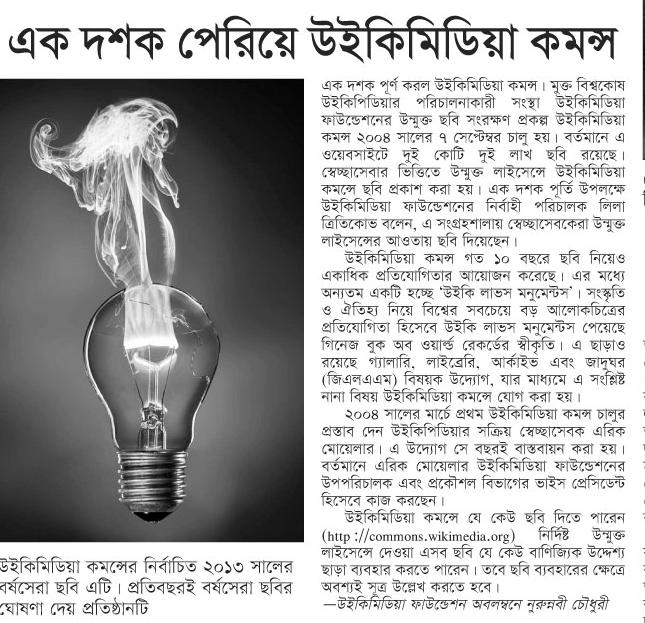 এক দশক পেরিয়ে উইকিমিডিয়া কমন্স
এক দশক পূর্ণ করল উইকিমিডিয়া কমন্স। মুক্ত বিশ্বকোষ
উইকিপিডিয়ার পরিচালনাকারী সংস্থা উইকিমিডিয়া
ফাউন্ডেশনের উন্মুক্ত ছবি সংরক্ষণ প্রকল্প উইকিমিডিয়া
কমন্স ২০০৪ সালের ৭ সেপ্টেম্বর চালু হয়। বর্তমানে এ
ওয়েবসাইটে দুই কোটি দুই লাখ ছবি রয়েছে।
স্বেচ্ছাসেবার ভিত্তিতে উন্মুক্ত লাইসেন্সে উইকিমিডিয়া
কমন্সে ছবি প্রকাশ করা হয়। এক দশক পূর্তি উপলক্ষে
উইকিমিডিয়া ফাউন্ডেশনের নির্বাহী পরিচালক লিলা
ত্রিতিকোভ বলেন, এ সংগ্রহশালায় স্বেচ্ছাসেবকেরা উন্মুক্ত
লাইসেন্সের আওতায় ছবি দিয়েছেন।
উইকিমিডিয়া কমন্স গত ১০ বছরে ছবি নিয়েও
একাধিক প্রতিযোগিতার আয়োজন করেছে। এর মধ্যে
অন্যতম একটি হচ্ছে ‘উইকি লাভস মনুমেন্টস’। সংস্কৃতি
ও ঐতিহ্য নিয়ে বিশ্বের সবচেয়ে বড় আলোকচিত্রের
প্রতিযোগিতা হিসেবে উইকি লাভস মনুমেন্টস পেয়েছে
গিনেজ বুক অব ওয়ার্ল্ড রেকর্ডের স্বীকৃতি। এ ছাড়াও
রয়েছে গ্যালারি, লাইব্রেরি, আর্কাইভ এবং জাদুঘর
(জিএলএএম) বিষয়ক উদ্যোগ, যার মাধ্যমে এ সংশ্লিষ্ট
নানা বিষয় উইকিমিডিয়া কমন্সে যোগ করা হয়।
২০০৪ সালের মার্চে প্রথম উইকিমিডিয়া কমন্স চালুর
প্রস্তাব দেন উইকিপিডিয়ার সক্রিয় স্বেচ্ছাসেবক এরিক
মোয়েলার। এ উদ্যোগ সে বছরই বাস্তবায়ন করা হয়।
বর্তমানে এরিক মোয়েলার উইকিমিডিয়া ফাউন্ডেশনের
উপপরিচালক এবং প্রকৌশল বিভাগের ভাইস প্রেসিডেন্ট
হিসেবে কাজ করছেন।
উইকিমিডিয়া কমন্সে যে কেউ ছবি দিতে পারেন
(http://commons.wikimedia.org) নির্দিষ্ট উন্মুক্ত
লাইসেন্সে দেওয়া এসব ছবি যে কেউ বাণিজ্যিক উদ্দেশ্য
ছাড়া ব্যবহার করতে পারেন। তবে ছবি ব্যবহারের ক্ষেত্রে
অবশ্যই সূত্র উল্লেখ করতে হবে।
—উইকিমিডিয়া ফাউন্ডেশন অবলম্বনে নুরুন্নবী চৌধুরী
উইকিমিডিয়া কমন্সের নির্বাচিত ২০১৩ সালের
বর্ষসেরা ছবি এটি। প্রতিবছরই বর্ষসেরা ছবির
ঘোষণা দেয় প্রতিষ্ঠানটি